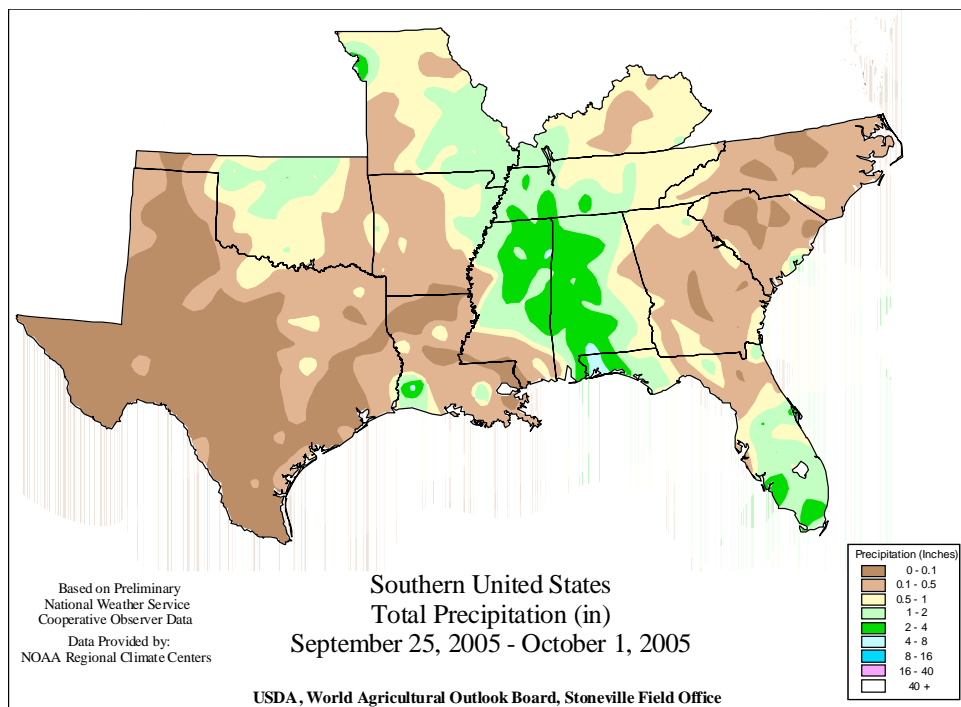 Precipitation (Inches)
0 - 0.1
0.1 - 0.5
0.5 - 1
1 - 2
2 - 4
4 - 8
8 - 16
16 - 40
40 +
Based on Preliminary
National Weather Service
Cooperative Observer Data
Data Provided by:
NOAA Regional Climate Centers
Southern United States
Total Precipitation (in)
September 25, 2005 - October 1, 2005
USDA, World Agricultural Outlook Board, Stoneville Field Office